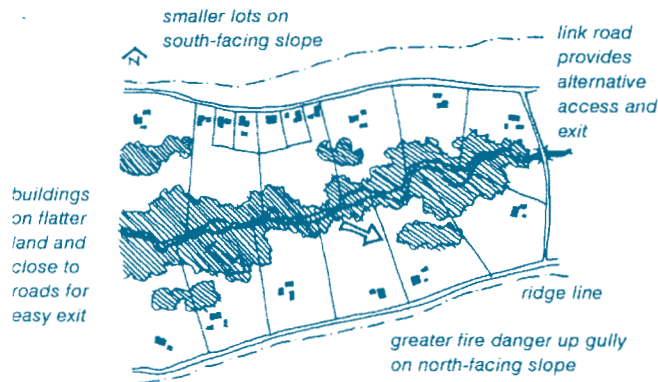 smaller lots on
south-facing slope
link road
provides
alternative
access and
exit
N
buildings
on flatter
land and
close to
roads for
easy exit
ridge line
greater fire danger up gully
on north-facing slope